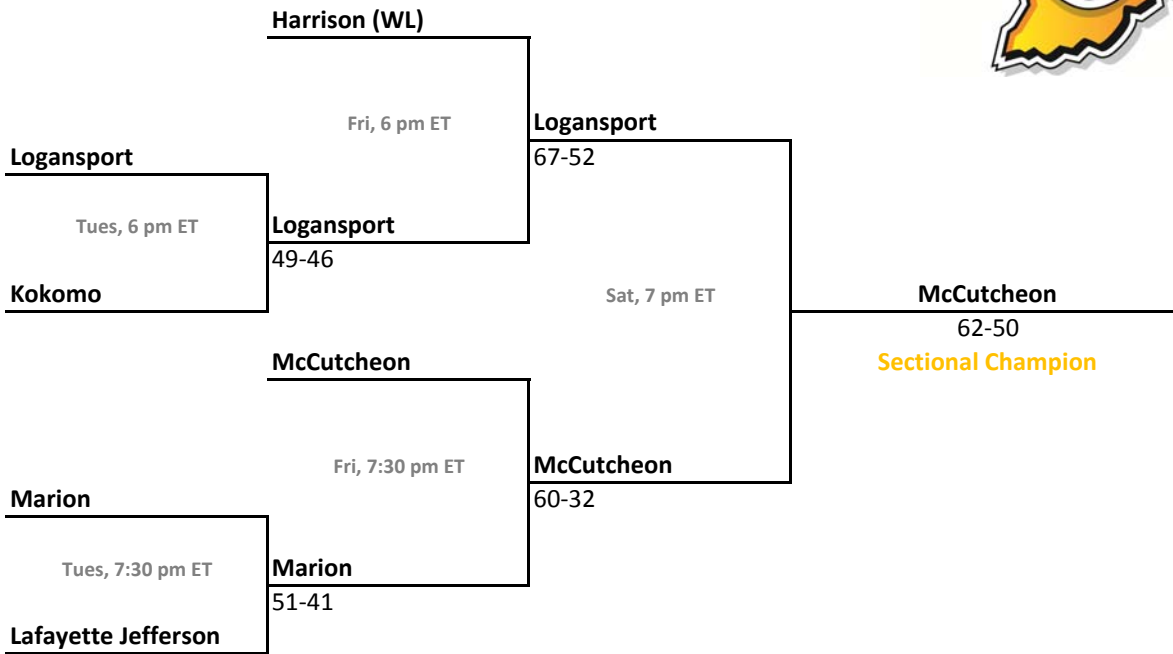 Harrison (WL)
Fri, 6 pm ET
Logansport
Logansport
67-52
Tues, 6 pm ET
Logansport
49-46
Kokomo
Sat, 7 pm ET
McCutcheon
62-50
McCutcheon
Sectional Champion
Fri, 7:30 pm ET
McCutcheon
Marion
60-32
Tues, 7:30 pm ET
Marion
51-41
Lafayette Jefferson